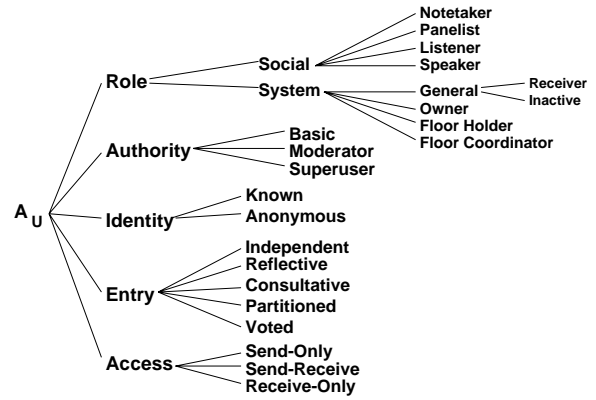 Notetaker
Panelist
Listener
Speaker
Social
Role
System
General
Receiver
Inactive
Owner
Floor Holder
Floor Coordinator
Basic
Authority
Moderator
Superuser
Known
A U
Identity
Anonymous
Independent
Reflective
Consultative
Entry
Partitioned
Voted
Send-Only
Access
Send-Receive
Receive-Only